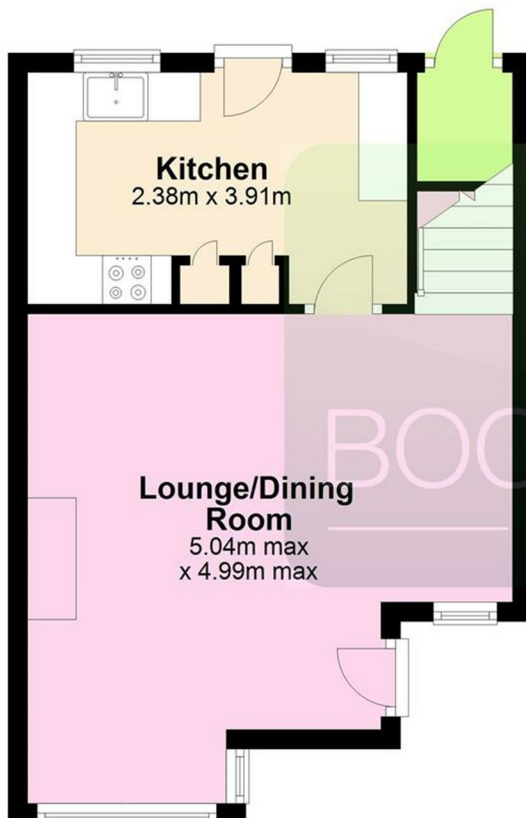 Kitchen
2.38m x 3.91m
BOO
Lounge/Dining
Room
5.04m max
x 4.99m max